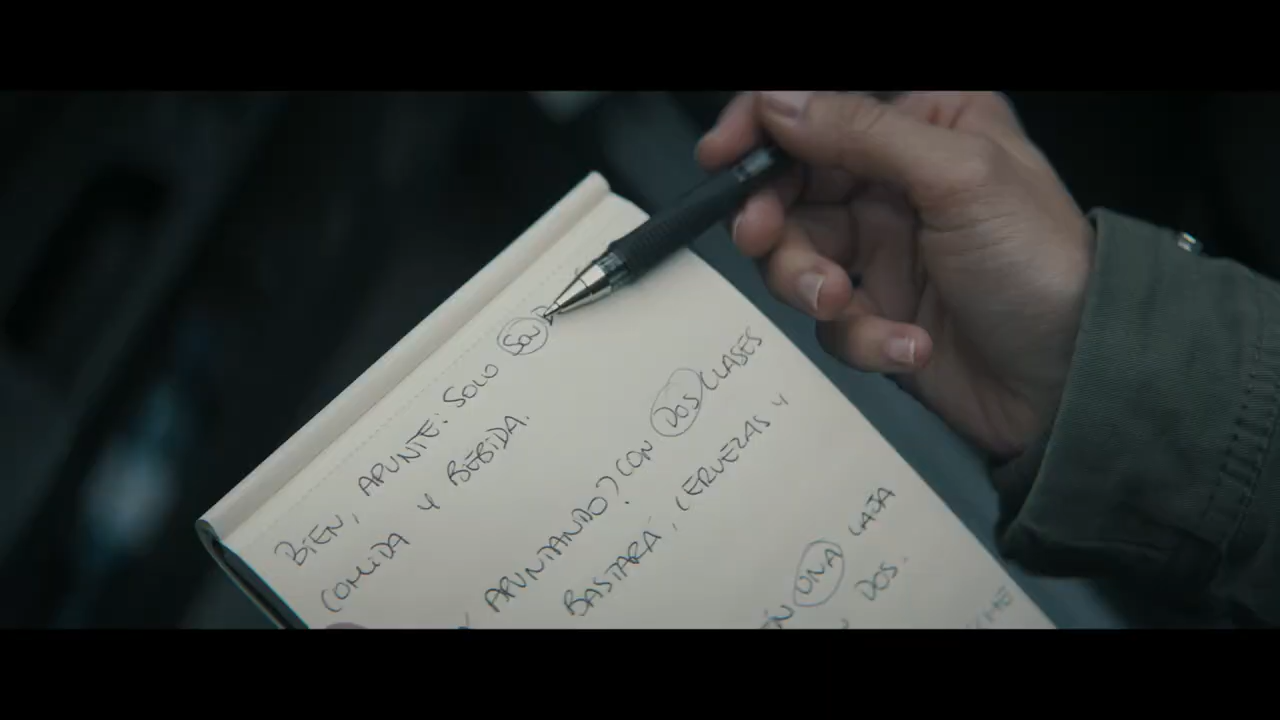 BIEN, APUNTE: SOLO SON
COMIDA Y BEBIDA.
APUNTANDO? CON DOS CLASES
BASTARÁ, CERVEZAS Y
UNA CAJA
DOS.